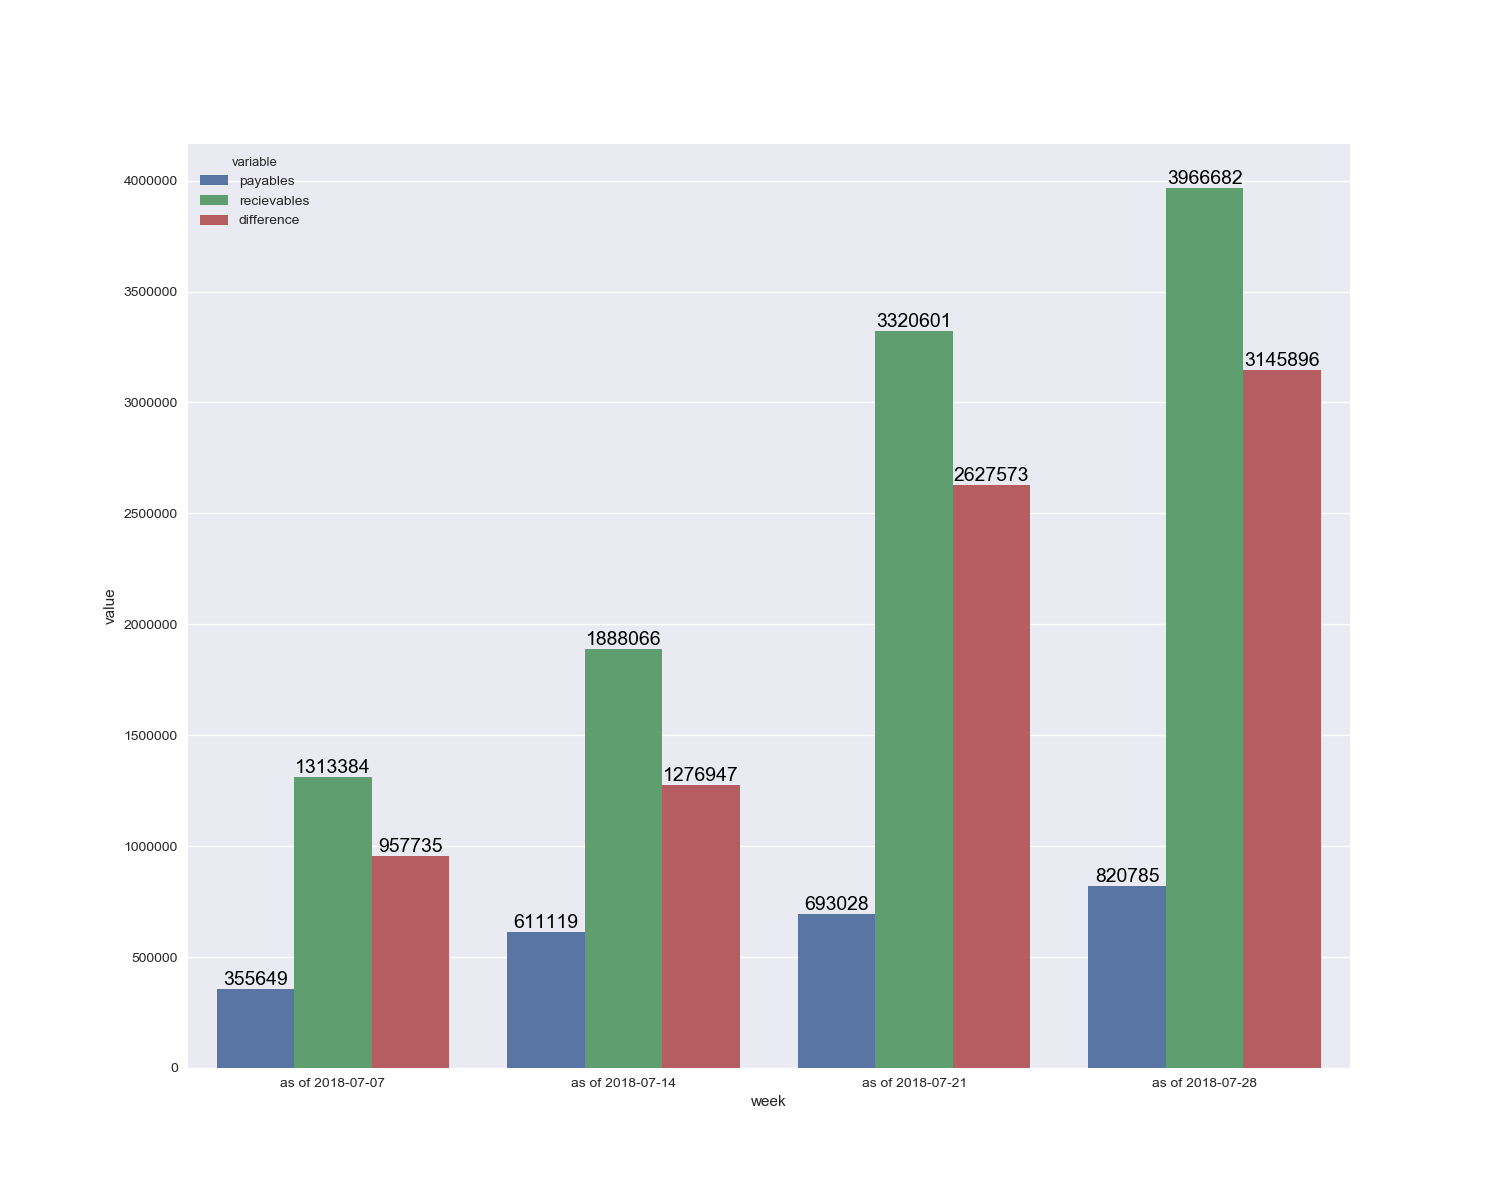 variable
payables
recievables
difference
4000000
3500000
3000000
2500000
2000000
1500000
1000000
500000
0
value
355649
1313384
957735
611119
1888066
1276947
693028
3320601
2627573
820785
3966682
3145896
as of 2018-07-07
as of 2018-07-14
as of 2018-07-21
as of 2018-07-28
week